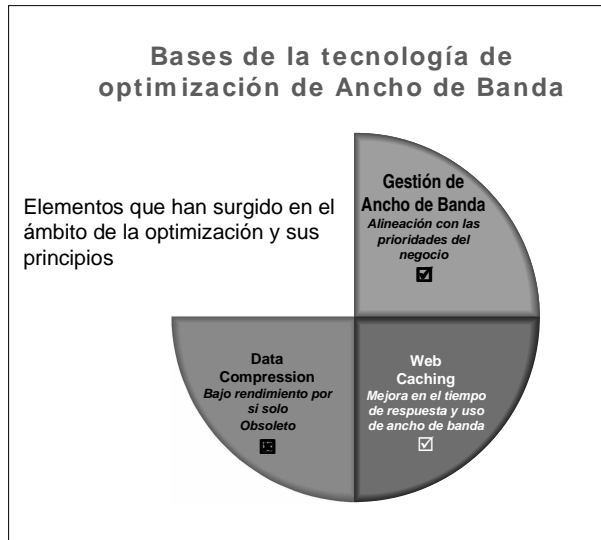 Bases de la tecnología de
optimización de Ancho de Banda
Elementos que han surgido en el
ámbito de la optimización y sus
principios
Gestión de
Ancho de Banda
Alineación con las
prioridades del
negocio
Data
Compression
Bajo rendimiento por
si solo
Obsoleto
Web
Caching
Mejora en el tiempo
de respuesta y uso
de ancho de banda